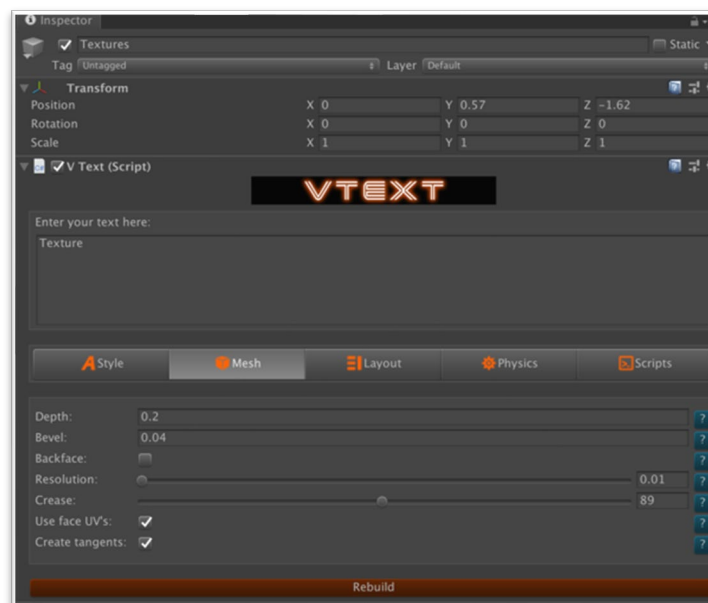 Inspector
Textures Static
Tag Untagged Layer Default
Transform
Position X 0 Y 0.57 Z -1.62
Rotation X 0 Y 0 Z 0
Scale X 1 Y 1 Z 1
V Text (Script)
VTEXT
Enter your text here:
Texture
Style Mesh Layout Physics Scripts
Depth: 0.2 ?
Bevel: 0.04 ?
Backface: ?
Resolution: 0.01 ?
Crease: 89 ?
Use face UV's: ?
Create tangents: ?
Rebuild